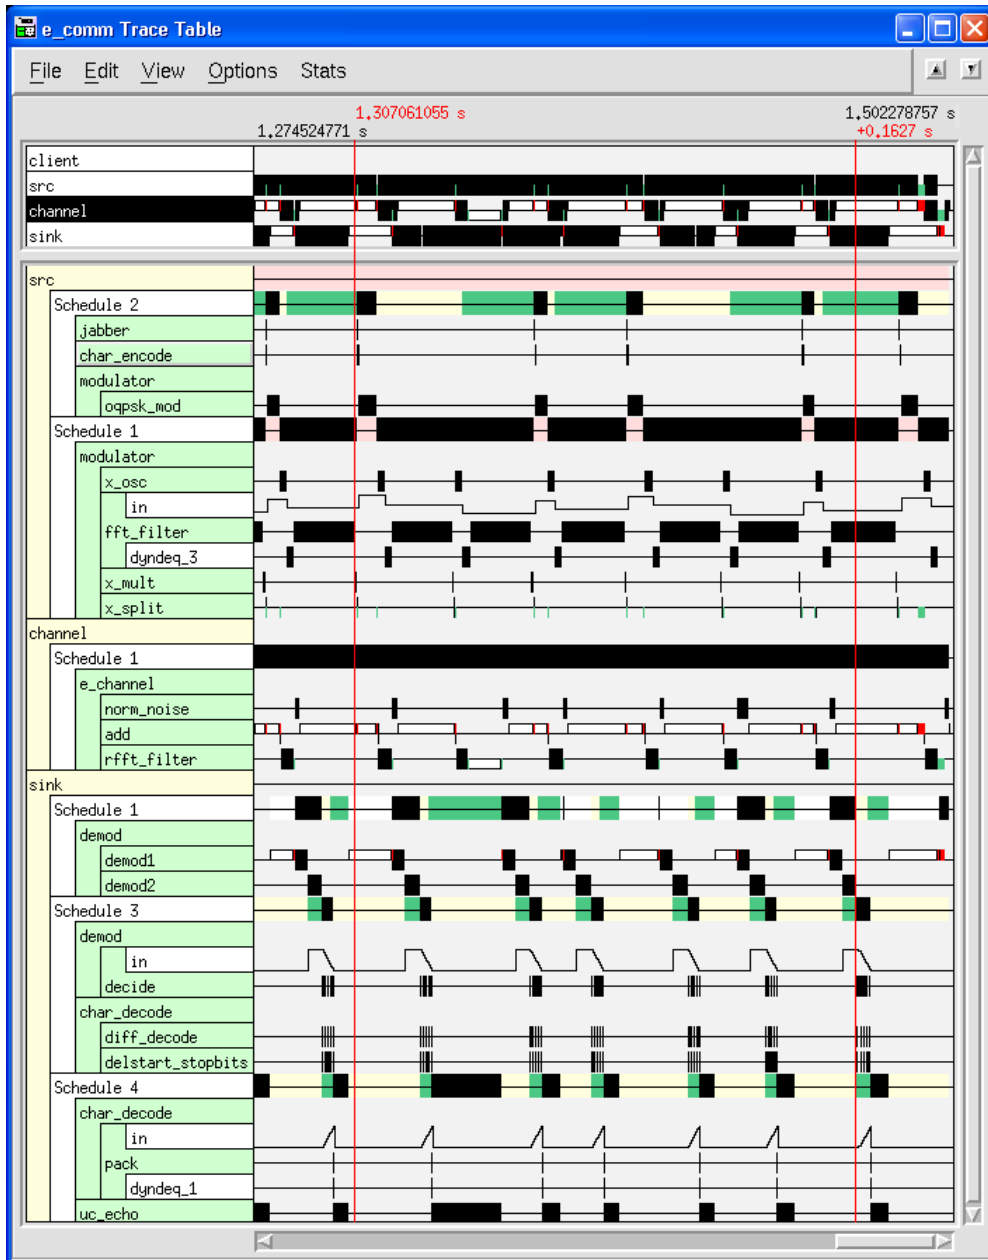 e_comm Trace Table
File Edit View Options Stats
1.307061055 s 1.502278757 s
1.274524771 s +0.1627 s
client
src
channel
sink
src
Schedule 2
jabber
char_encode
modulator
oqpsk_mod
Schedule 1
modulator
x_osc
in
fft_filter
dyndeq_3
x_mult
x_split
channel
Schedule 1
e_channel
norm_noise
add
rfft_filter
sink
Schedule 1
demod
demod1
demod2
Schedule 3
demod
in
decide
char_decode
diff_decode
delstart_stopbits
Schedule 4
char_decode
in
pack
dyndeq_1
uc_echo